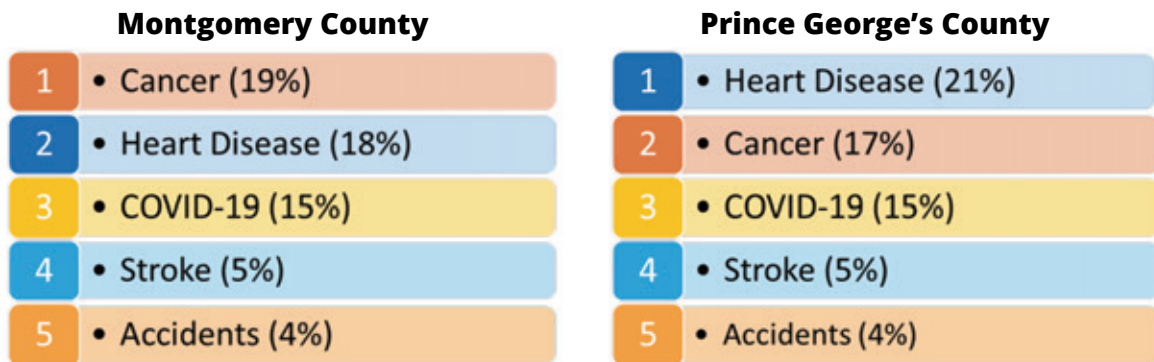 Montgomery County
1 • Cancer (19%)
2 • Heart Disease (18%)
3 • COVID-19 (15%)
4 • Stroke (5%)
5 • Accidents (4%)
Prince George’s County
1 • Heart Disease (21%)
2 • Cancer (17%)
3 • COVID-19 (15%)
4 • Stroke (5%)
5 • Accidents (4%)